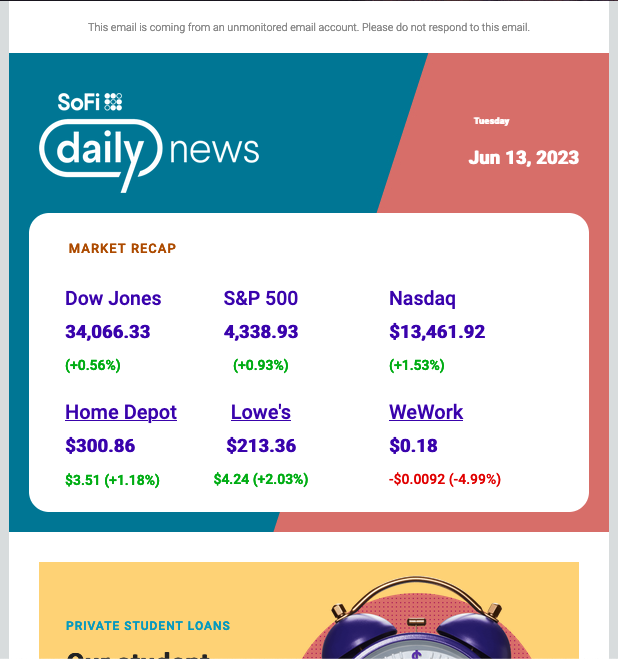 This email is coming from an unmonitored email account. Please do not respond to this email.
SoFi
daily news
Tuesday
Jun 13, 2023
MARKET RECAP
Dow Jones S&P 500 Nasdaq
34,066.33 4,338.93 $13,461.92
(+0.56%) (+0.93%) (+1.53%)
Home Depot Lowe's WeWork
$300.86 $213.36 $0.18
$3.51 (+1.18%) $4.24 (+2.03%) -$0.0092 (-4.99%)
PRIVATE STUDENT LOANS
Our student